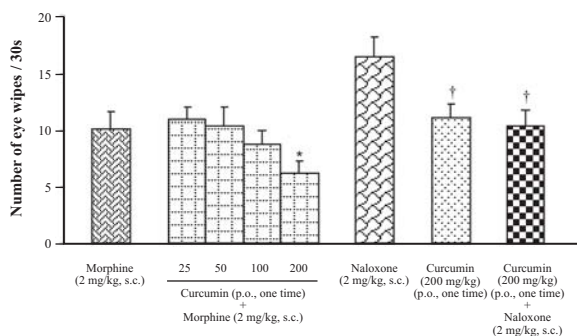 Number of eye wipes / 30s
20
15
10
5
0
*
†
†
Morphine
(2 mg/kg, s.c.)
25 50 100 200
Curcumin (p.o., one time)
+
Morphine (2 mg/kg, s.c.)
Naloxone
(2 mg/kg, s.c.)
Curcumin
(200 mg/kg)
(p.o., one time)
Curcumin
(200 mg/kg)
(p.o., one time)
+
Naloxone
(2 mg/kg, s.c.)